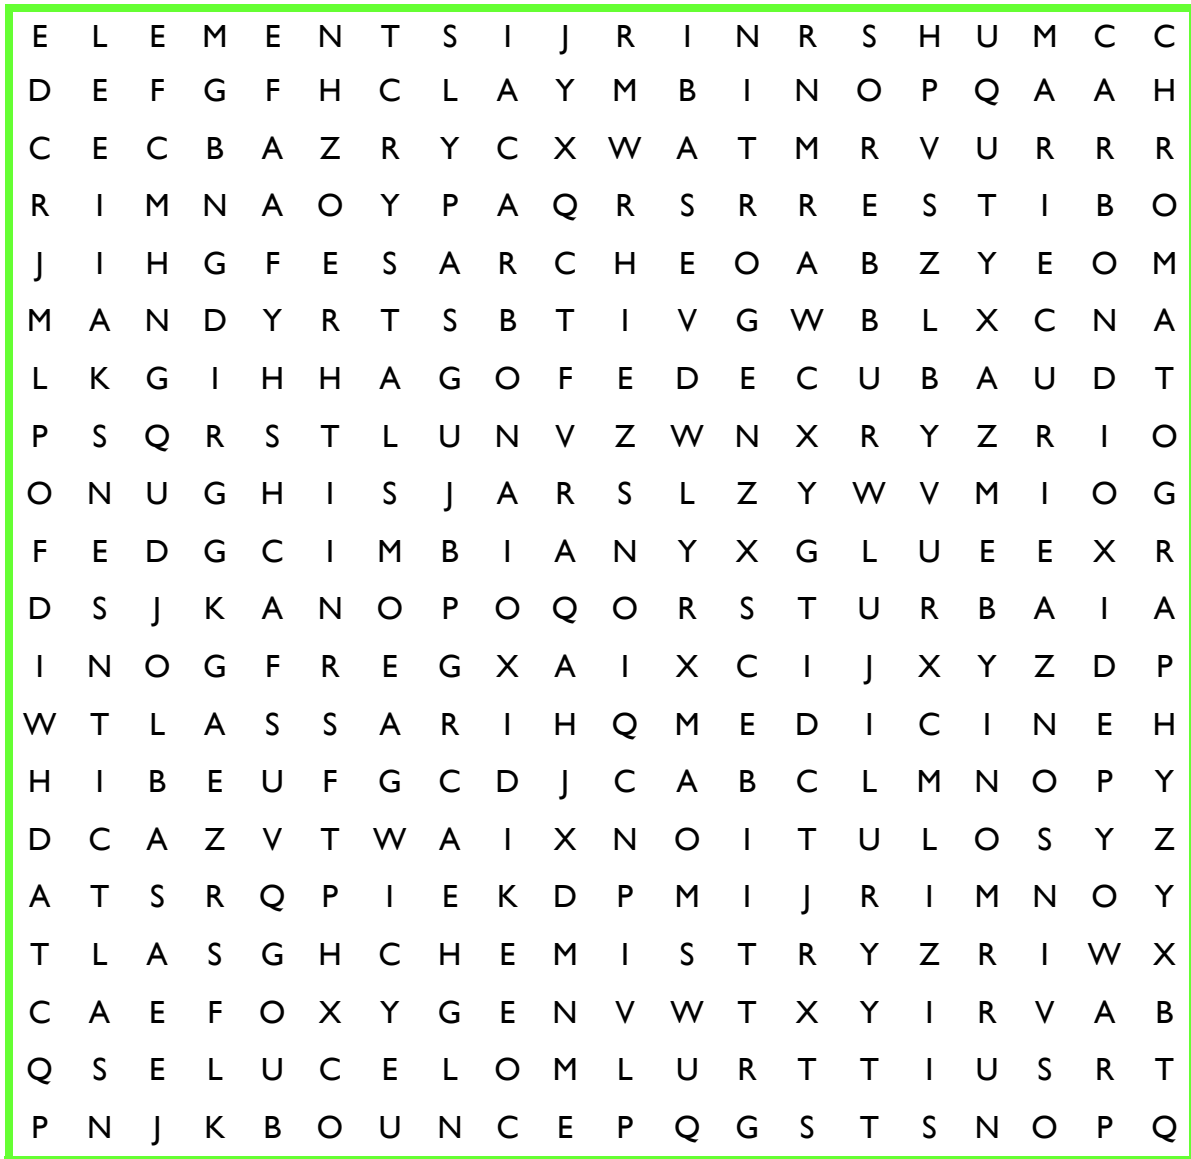 E L E M E N T S I J R I N R S H U M C C
D E F G F H C L A Y M B I N O P Q A A H
C E C B A Z R Y C X W A T M R V U R R R
R I M N A O Y P A Q R S R R E S T I B O
J I H G F E S A R C H E O A B Z Y E O M
M A N D Y R T S B T I V G W B L X C N A
L K G I H H A G O F E D E C U B A U D T
P S Q R S T L U N V Z W N X R Y Z R I O
O N U G H I S J A R S L Z Y W V M I O G
F E D G C I M B I A N Y X G L U E E X R
D S J K A N O P O Q O R S T U R B A I A
I N O G F R E G X A I X C I J X Y Z D P
W T L A S S A R I H Q M E D I C I N E H
H I B E U F G C D J C A B C L M N O P Y
D C A Z V T W A I X N O I T U L O S Y Z
A T S R Q P I E K D P M I J R I M N O Y
T L A S G H C H E M I S T R Y Z R I W X
C A E F O X Y G E N V W T X Y I R V A B
Q S E L U C E L O M L U R T T I U S R T
P N J K B O U N C E P Q G S T S N O P Q